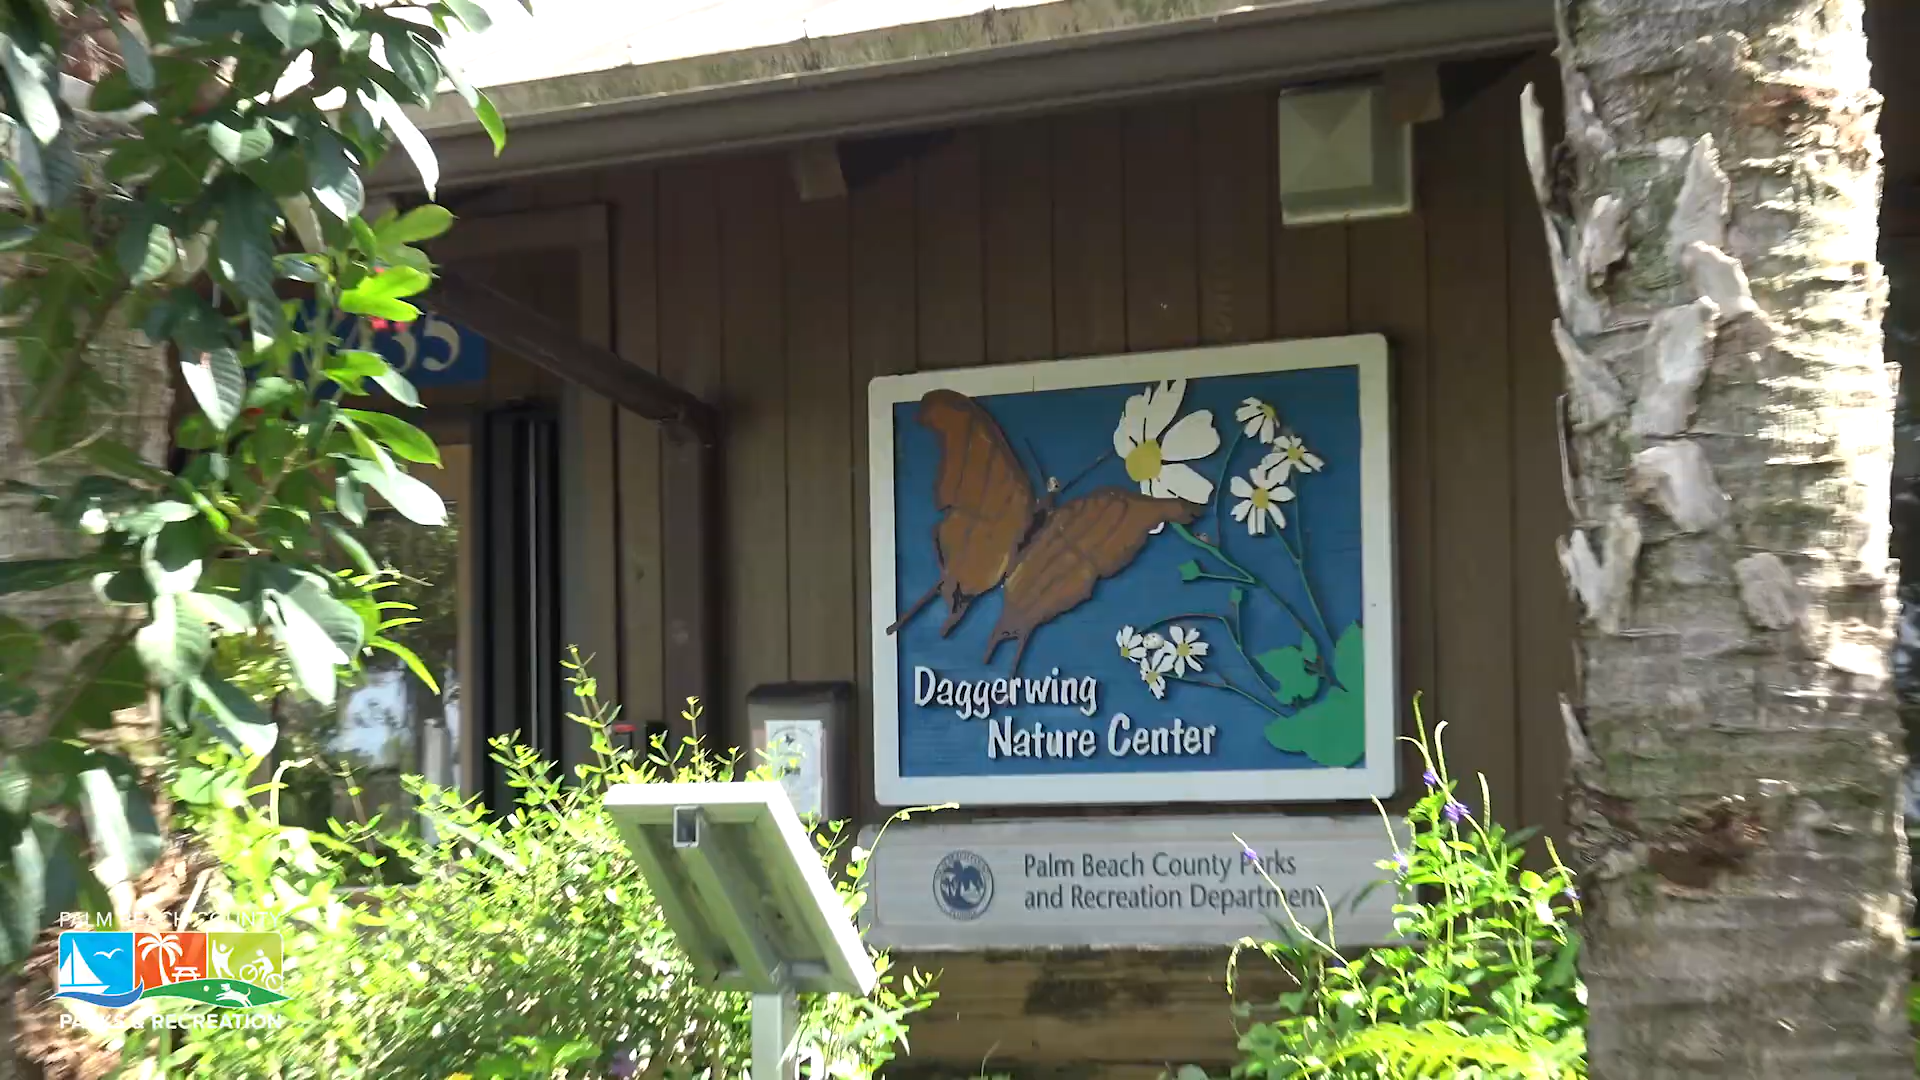 Daggerwing
Nature Center
Palm Beach County Parks
and Recreation Department
PALM BEACH COUNTY
PARKS & RECREATION